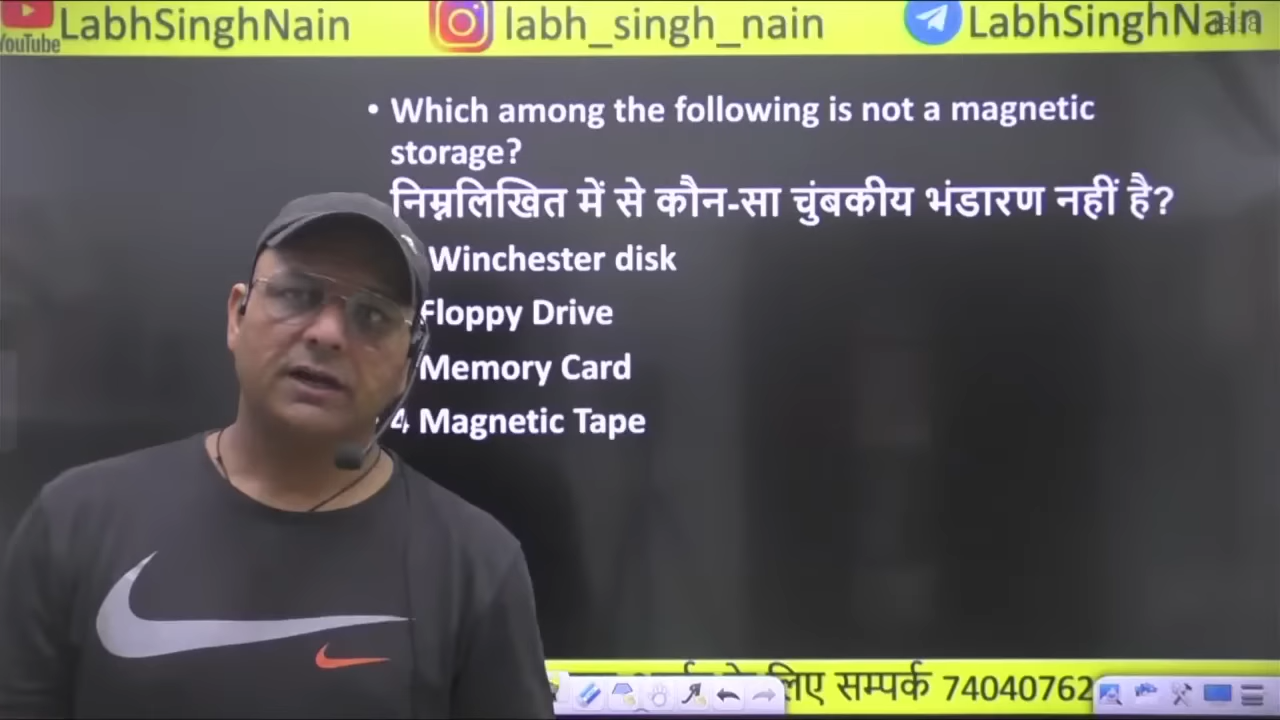 YouTube LabhSinghNain labh_singh_nain LabhSinghNain
• Which among the following is not a magnetic
storage?
निम्नलिखित में से कौन-सा चुंबकीय भंडारण नहीं है?
Winchester disk
Floppy Drive
Memory Card
4 Magnetic Tape
लिए सम्पर्क 74040762